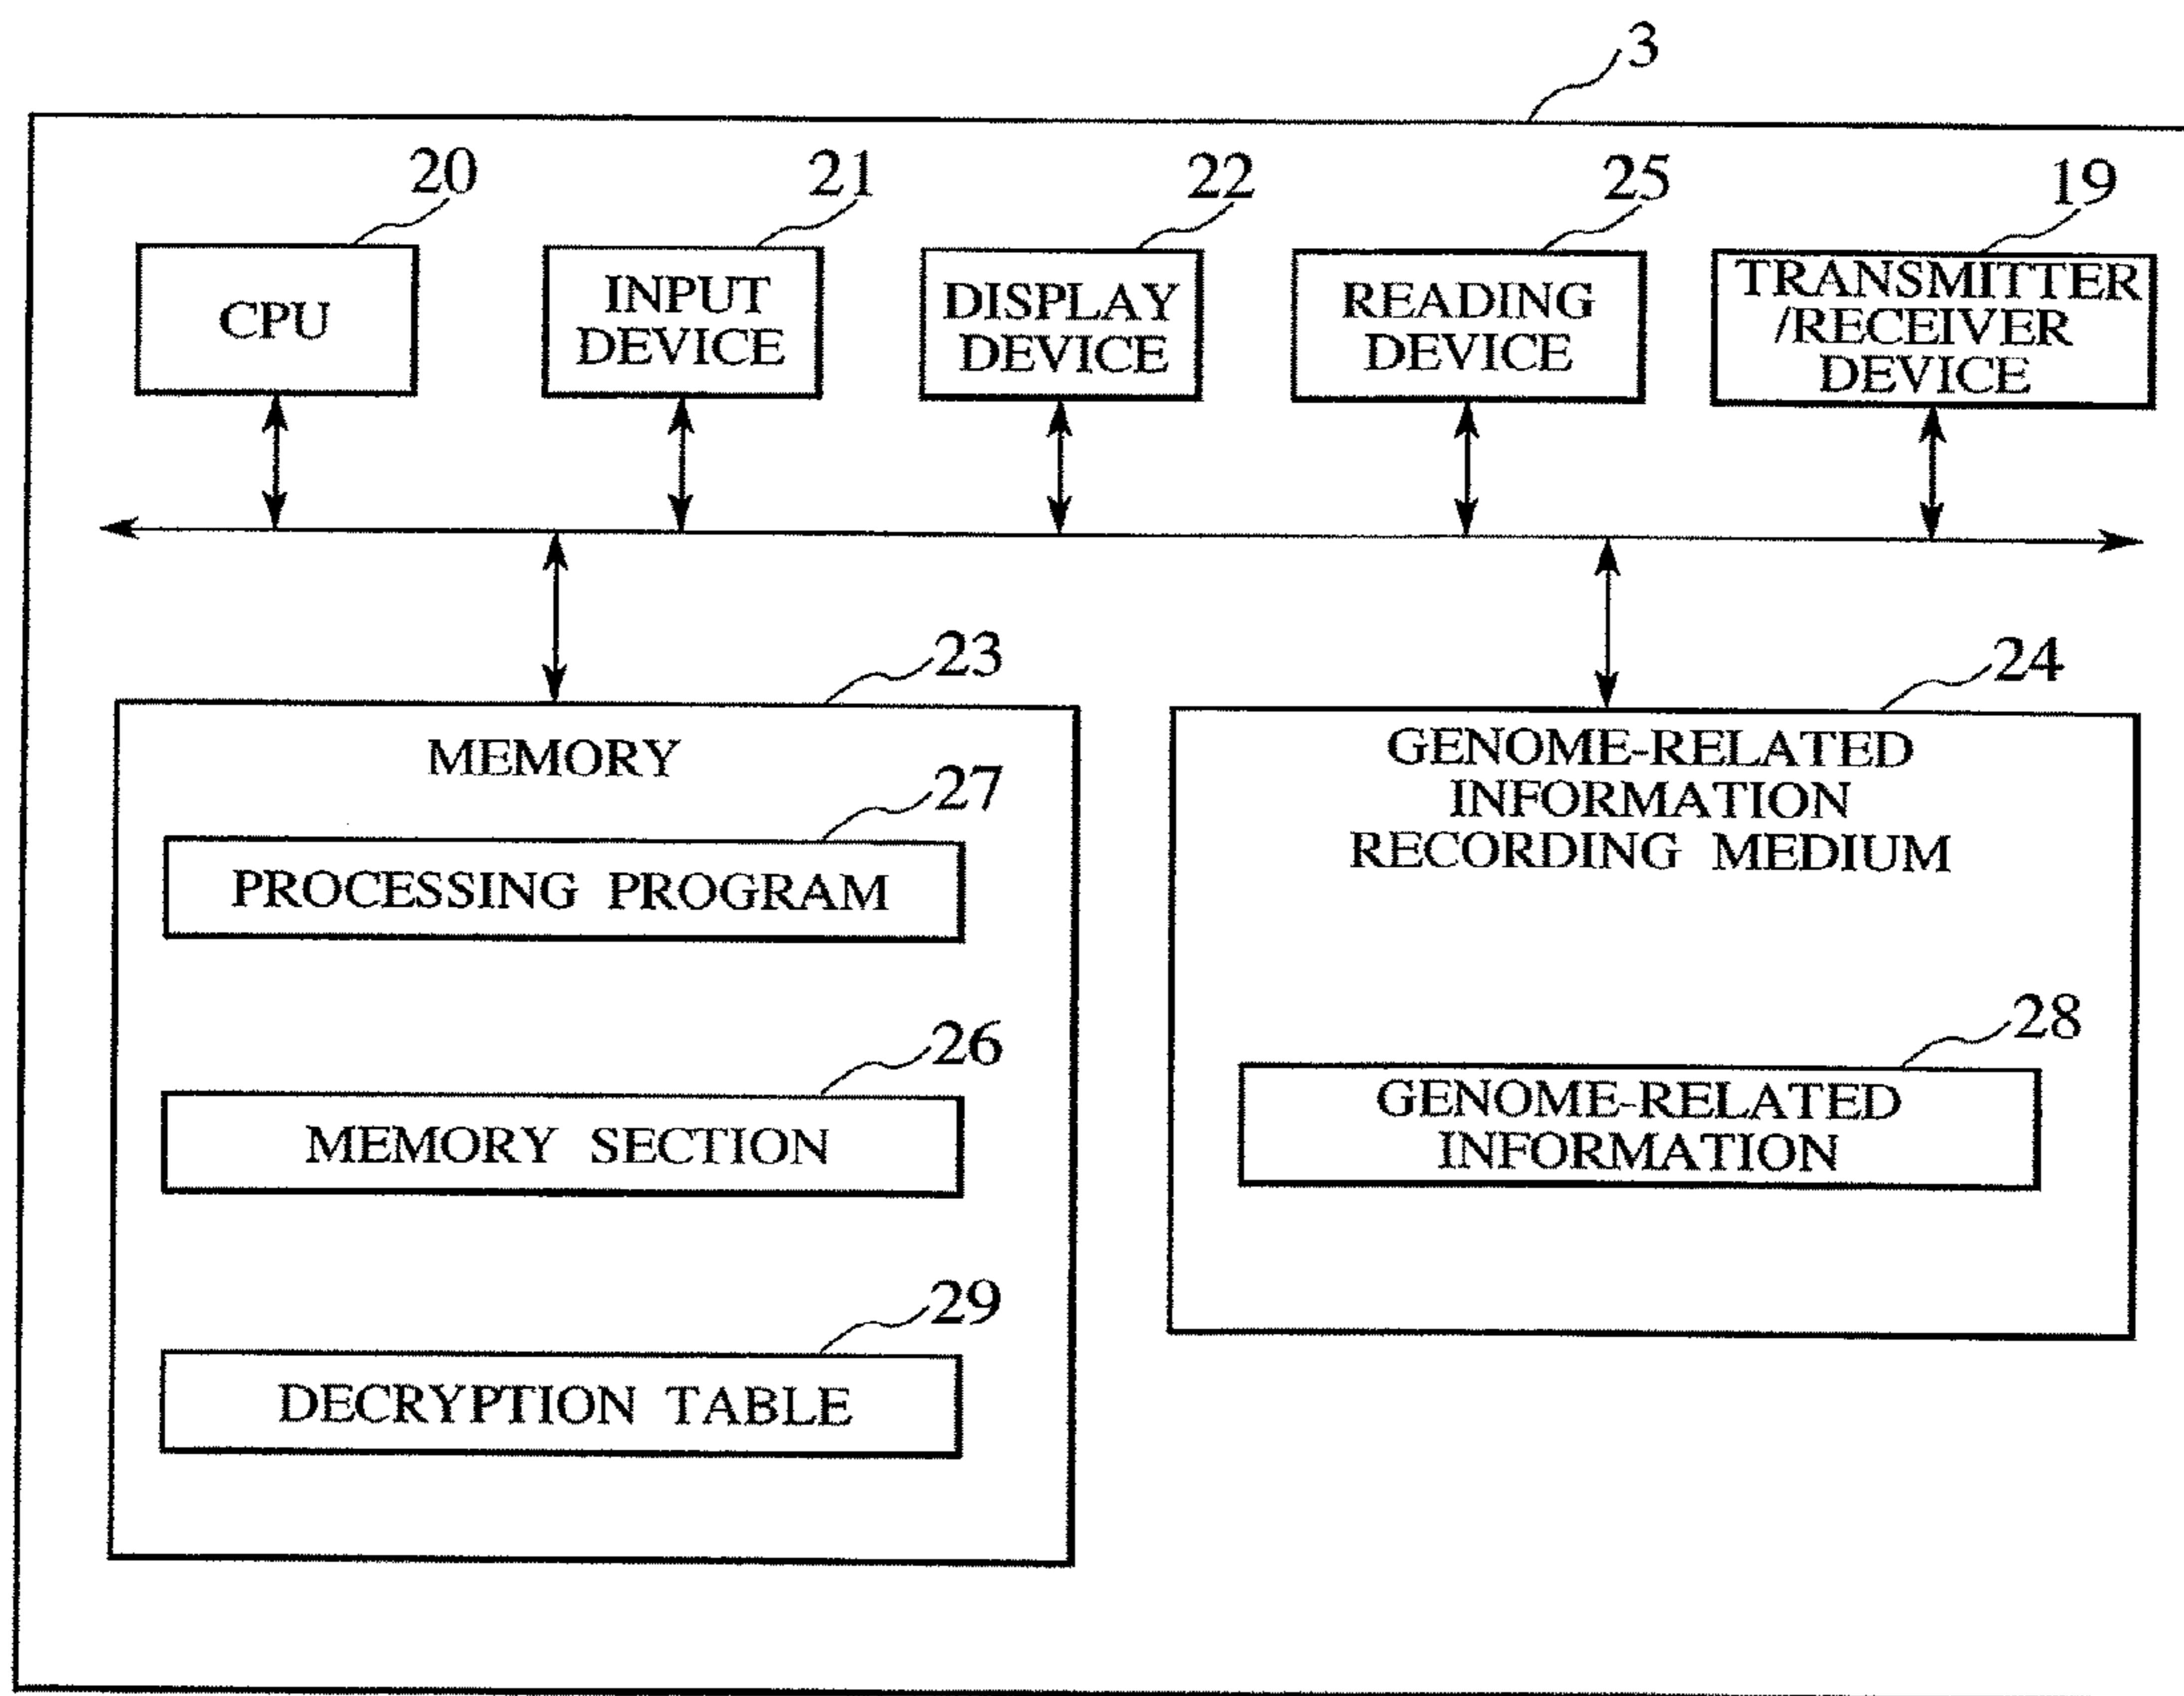 3
20
21
22
25
19
CPU
INPUT
DEVICE
DISPLAY
DEVICE
READING
DEVICE
TRANSMITTER
/RECEIVER
DEVICE
23
MEMORY
27
PROCESSING PROGRAM
26
MEMORY SECTION
29
DECRYPTION TABLE
24
GENOME-RELATED
INFORMATION
RECORDING MEDIUM
28
GENOME-RELATED
INFORMATION